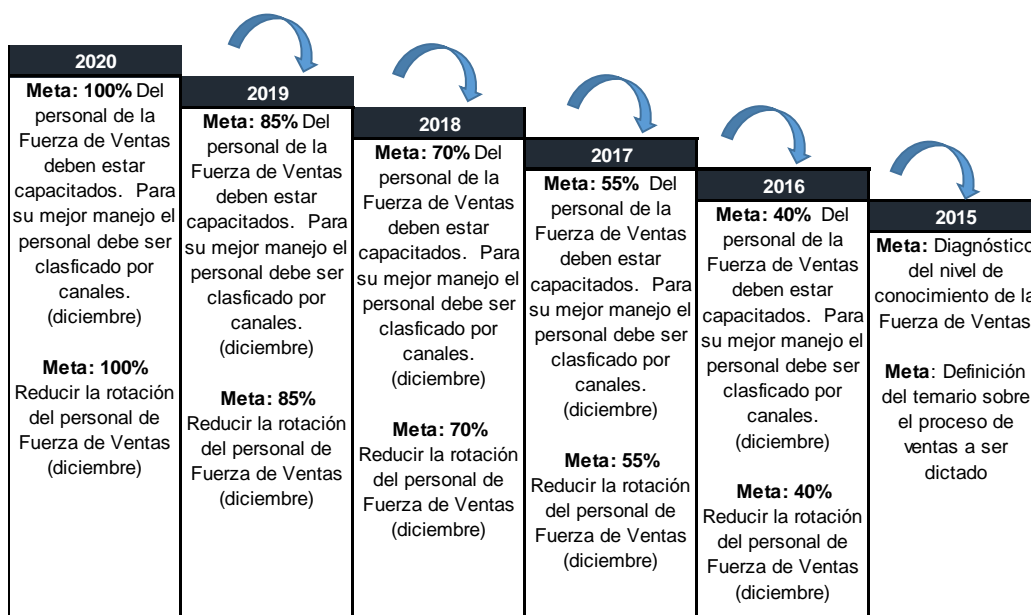 2020
Meta: 100% Del
personal de la
Fuerza de Ventas
deben estar
capacitados. Para
su mejor manejo el
personal debe ser
clasficado por
canales.
(diciembre)
Meta: 100%
Reducir la rotación
del personal de
Fuerza de Ventas
(diciembre)
2019
Meta: 85% Del
personal de la
Fuerza de Ventas
deben estar
capacitados. Para
su mejor manejo el
personal debe ser
clasficado por
canales.
(diciembre)
Meta: 85%
Reducir la rotación
del personal de
Fuerza de Ventas
(diciembre)
2018
Meta: 70% Del
personal de la
Fuerza de Ventas
deben estar
capacitados. Para
su mejor manejo el
personal debe ser
clasficado por
canales.
(diciembre)
Meta: 70%
Reducir la rotación
del personal de
Fuerza de Ventas
(diciembre)
2017
Meta: 55% Del
personal de la
Fuerza de Ventas
deben estar
capacitados. Para
su mejor manejo el
personal debe ser
clasficado por
canales.
(diciembre)
Meta: 55%
Reducir la rotación
del personal de
Fuerza de Ventas
(diciembre)
2016
Meta: 40% Del
personal de la
Fuerza de Ventas
deben estar
capacitados. Para
su mejor manejo el
personal debe ser
clasficado por
canales.
(diciembre)
Meta: 40%
Reducir la rotación
del personal de
Fuerza de Ventas
(diciembre)
2015
Meta: Diagnóstico
del nivel de
conocimiento de la
Fuerza de Ventas
Meta: Definición
del temario sobre
el proceso de
ventas a ser
dictado